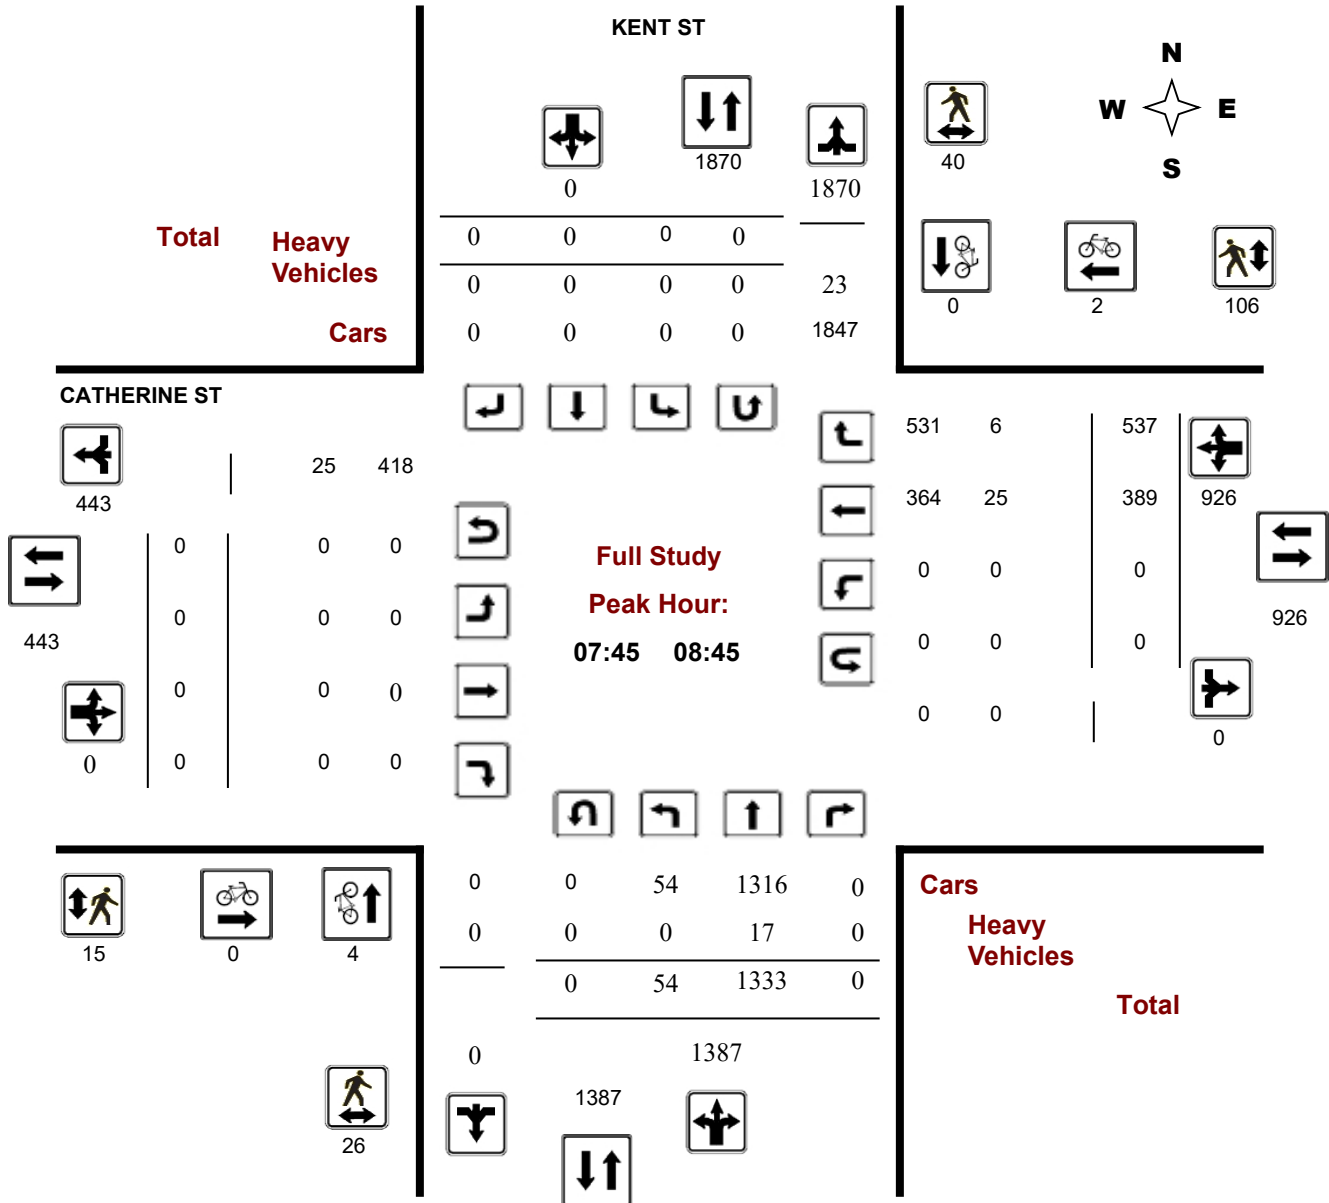 KENT ST
N
W E
S
1870
40
0 1870
Total Heavy Vehicles
0 0 0 0
0 2 106
0 0 0 0 23
Cars 0 0 0 0 1847
CATHERINE ST
531 6 537
25 418
443
364 25 389 926
0 0 0
Full Study
0 0 0
Peak Hour:
0 0 0
443
07:45 08:45
0 0 0
926
0 0 0
0 0
0
0 0 0 0
0 0 54 1316 0
Cars
0 0 0 17 0
Heavy Vehicles
15 0 4
0 54 1333 0
Total
0 1387
1387
26